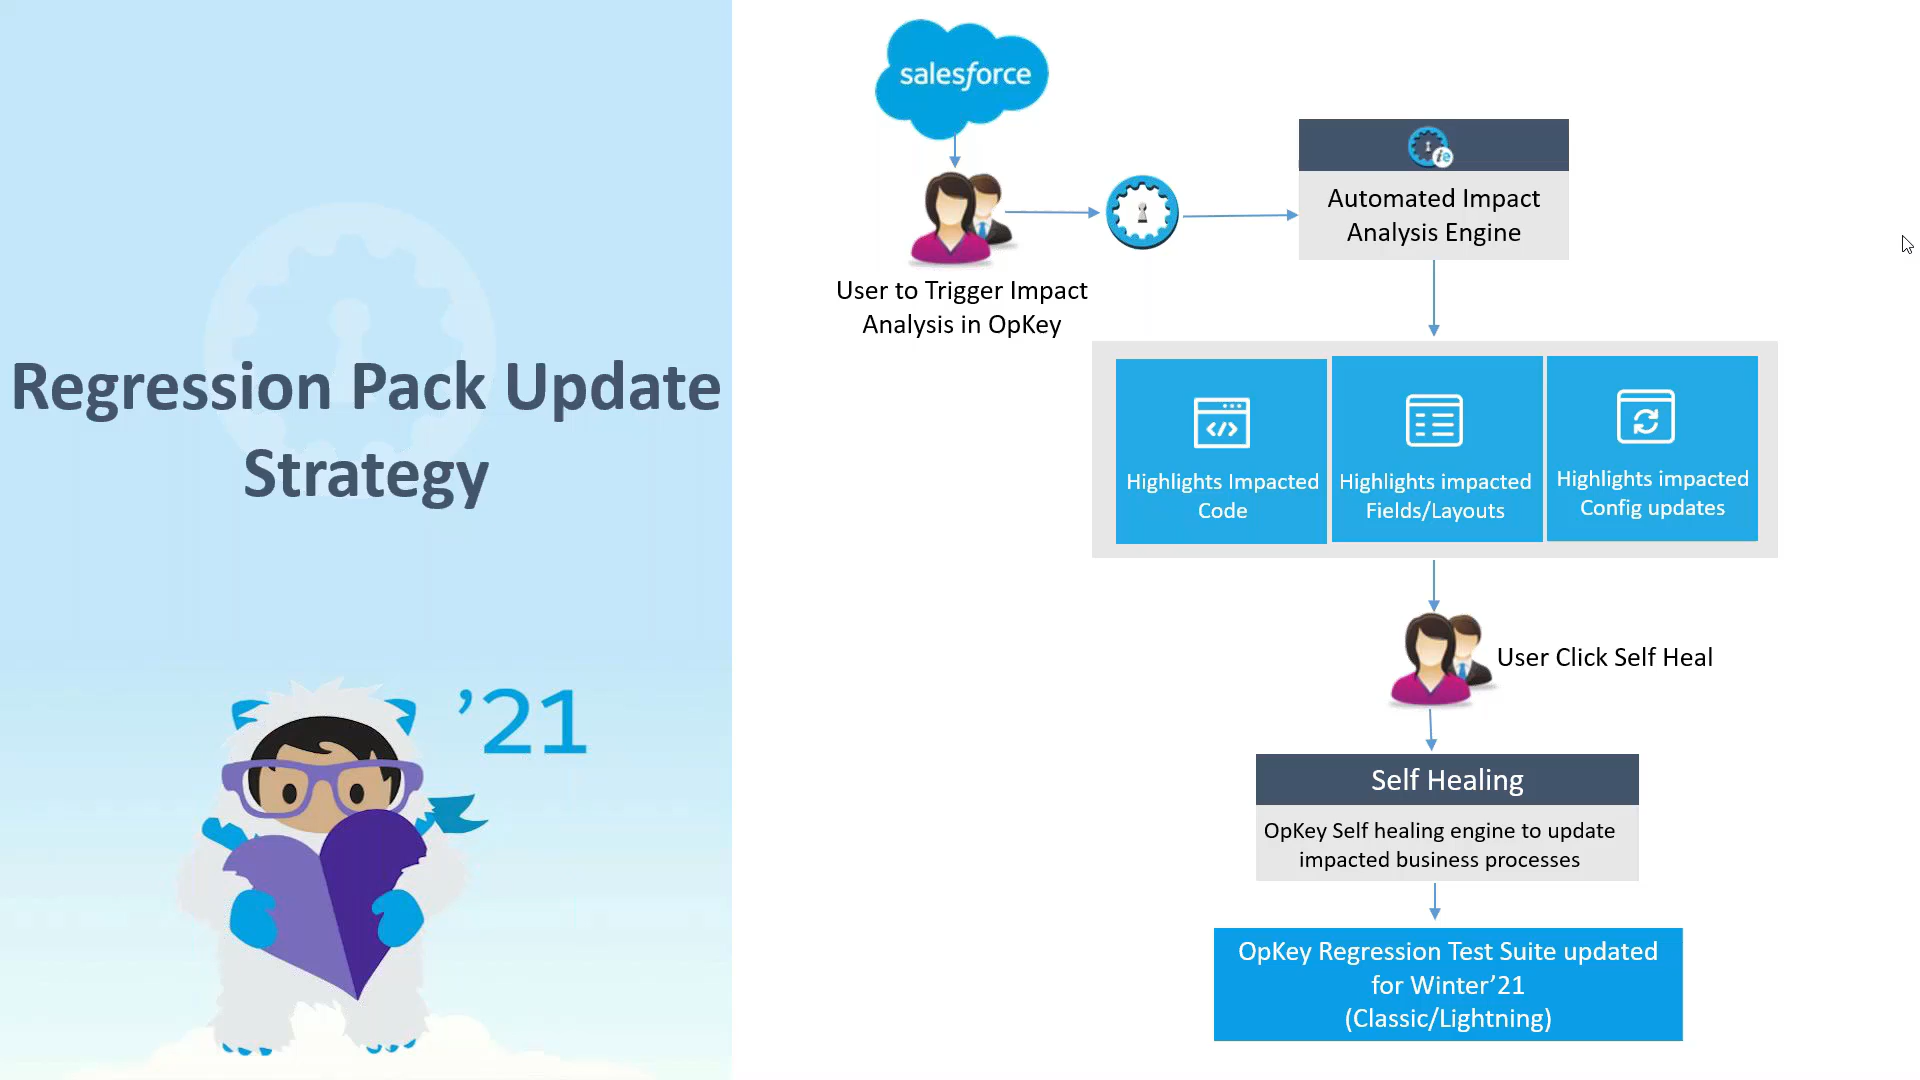 Regression Pack Update
Strategy
’21
salesforce
User to Trigger Impact
Analysis in OpKey
ie
Automated Impact
Analysis Engine
Highlights Impacted
Code
Highlights impacted
Fields/Layouts
Highlights impacted
Config updates
User Click Self Heal
Self Healing
OpKey Self healing engine to update
impacted business processes
OpKey Regression Test Suite updated
for Winter’21
(Classic/Lightning)